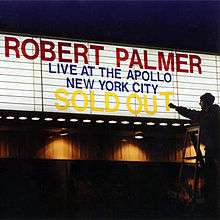 ROBERT PALMER
LIVE AT THE APOLLO
NEW YORK CITY
SOLD OUT